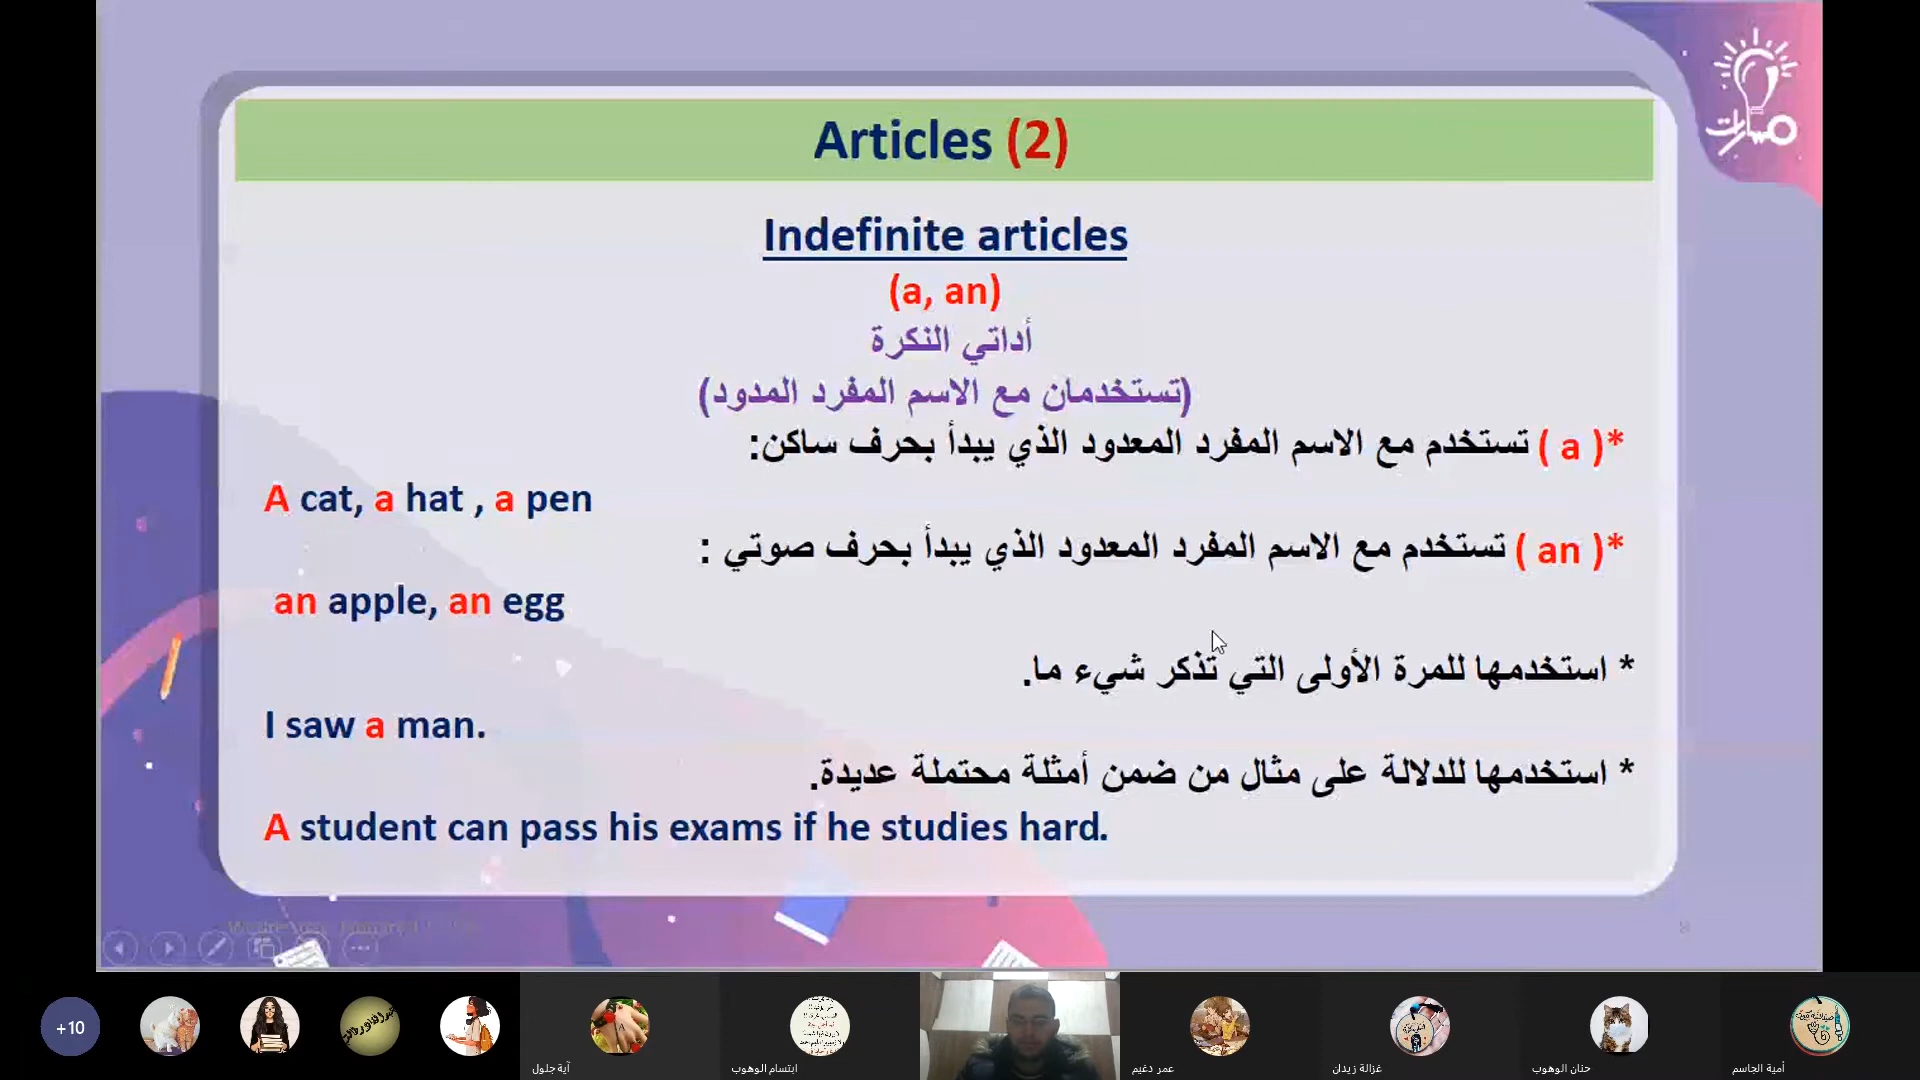 مسارات
Articles (2)
Indefinite articles
(a, an)
أداتي النكرة
(تستخدمان مع الاسم المفرد المدود)
*( a ) تستخدم مع الاسم المفرد المعدود الذي يبدأ بحرف ساكن:
A cat, a hat , a pen
*( an ) تستخدم مع الاسم المفرد المعدود الذي يبدأ بحرف صوتي :
an apple, an egg
* استخدمها للمرة الأولى التي تذكر شيء ما.
I saw a man.
* استخدمها للدلالة على مثال من ضمن أمثلة محتملة عديدة.
A student can pass his exams if he studies hard.
+10
آية جلول
ابتسام الوهوب
عمر دغيم
غزالة زيدان
حنان الوهوب
أمية الجاسم